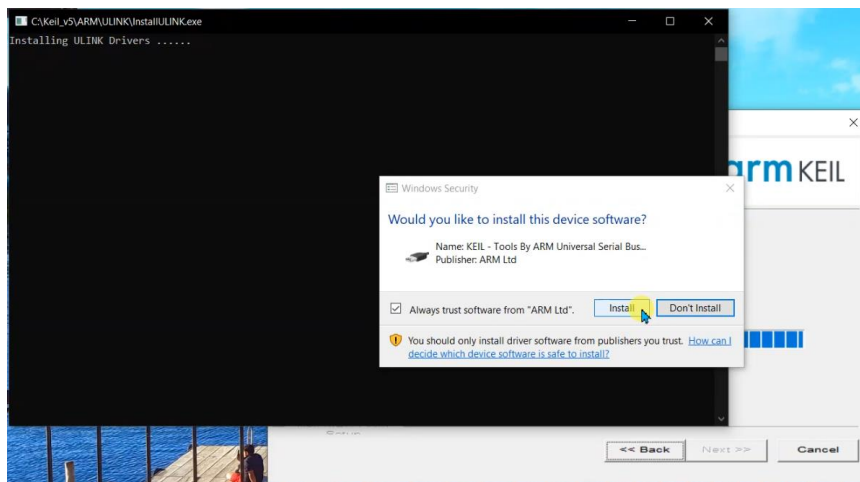 C:\Keil_v5\ARM\ULINK\InstallULINK.exe
Installing ULINK Drivers ......
arm KEIL
Windows Security
Would you like to install this device software?
Name: KEIL - Tools By ARM Universal Serial Bus...
Publisher: ARM Ltd
Always trust software from "ARM Ltd".
Install
Don't Install
You should only install driver software from publishers you trust. How can I
decide which device software is safe to install?
<< Back
Next >>
Cancel